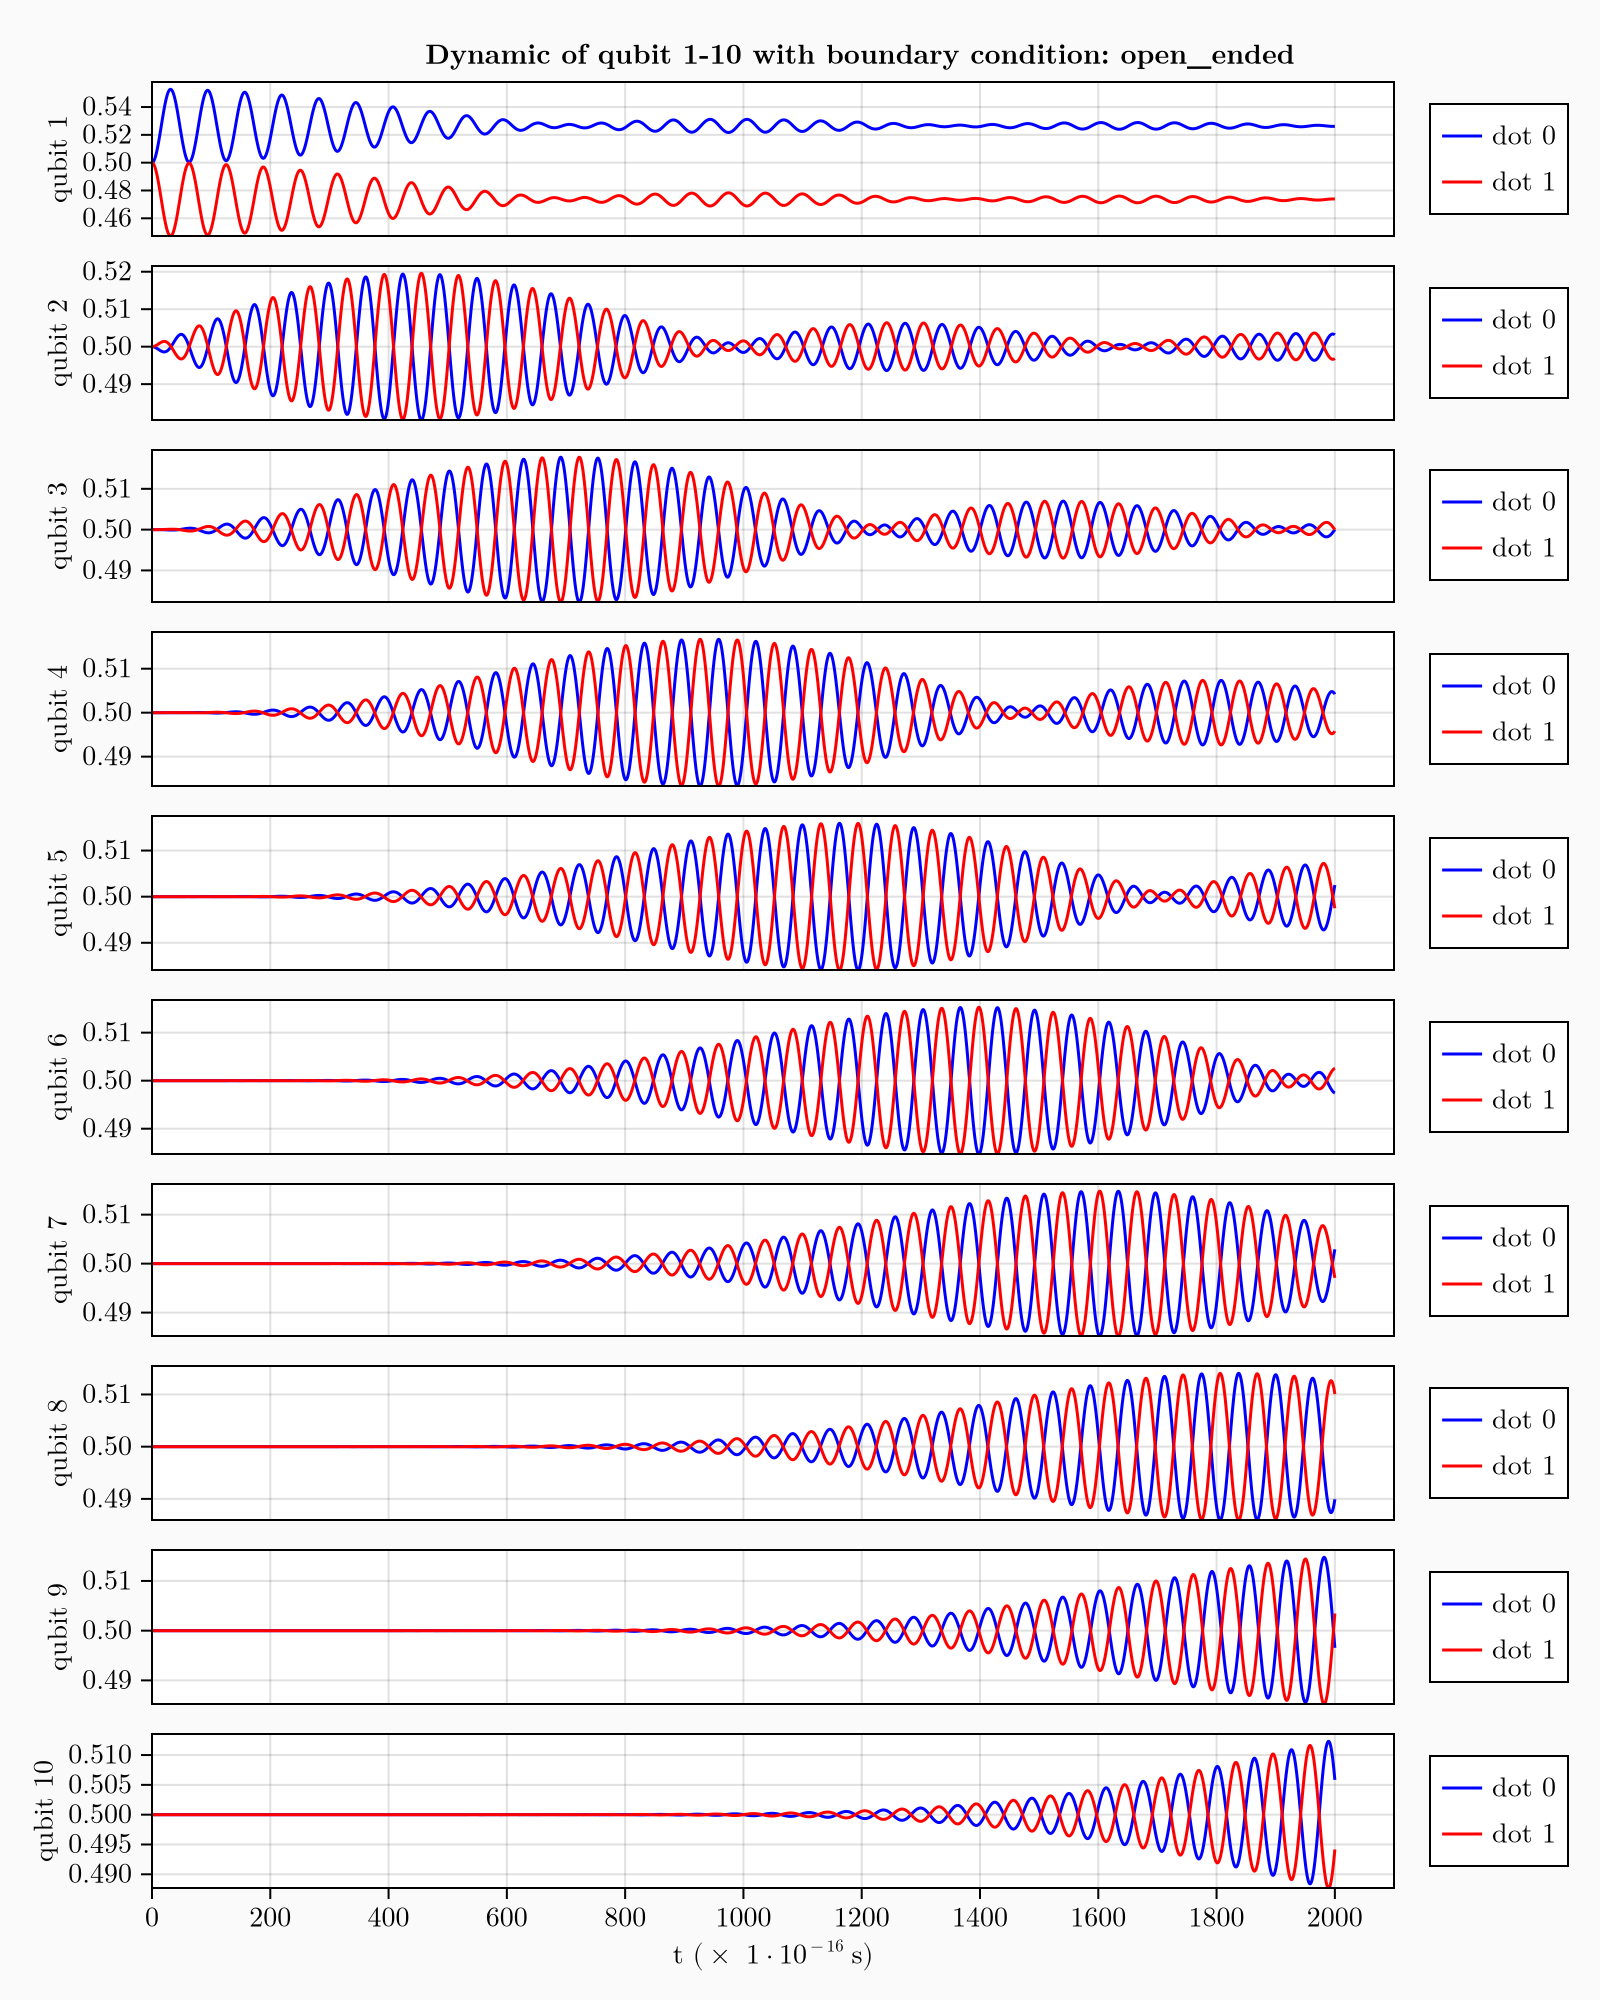 Dynamic of qubit 1-10 with boundary condition: open_ended
qubit 1
0.54
0.52
0.50
0.48
0.46
dot 0
dot 1
qubit 2
0.52
0.51
0.50
0.49
dot 0
dot 1
qubit 3
0.51
0.50
0.49
dot 0
dot 1
qubit 4
0.51
0.50
0.49
dot 0
dot 1
qubit 5
0.51
0.50
0.49
dot 0
dot 1
qubit 6
0.51
0.50
0.49
dot 0
dot 1
qubit 7
0.51
0.50
0.49
dot 0
dot 1
qubit 8
0.51
0.50
0.49
dot 0
dot 1
qubit 9
0.51
0.50
0.49
dot 0
dot 1
qubit 10
0.510
0.505
0.500
0.495
0.490
dot 0
dot 1
0 200 400 600 800 1000 1200 1400 1600 1800 2000
t ( × 1·10⁻¹⁶ s)